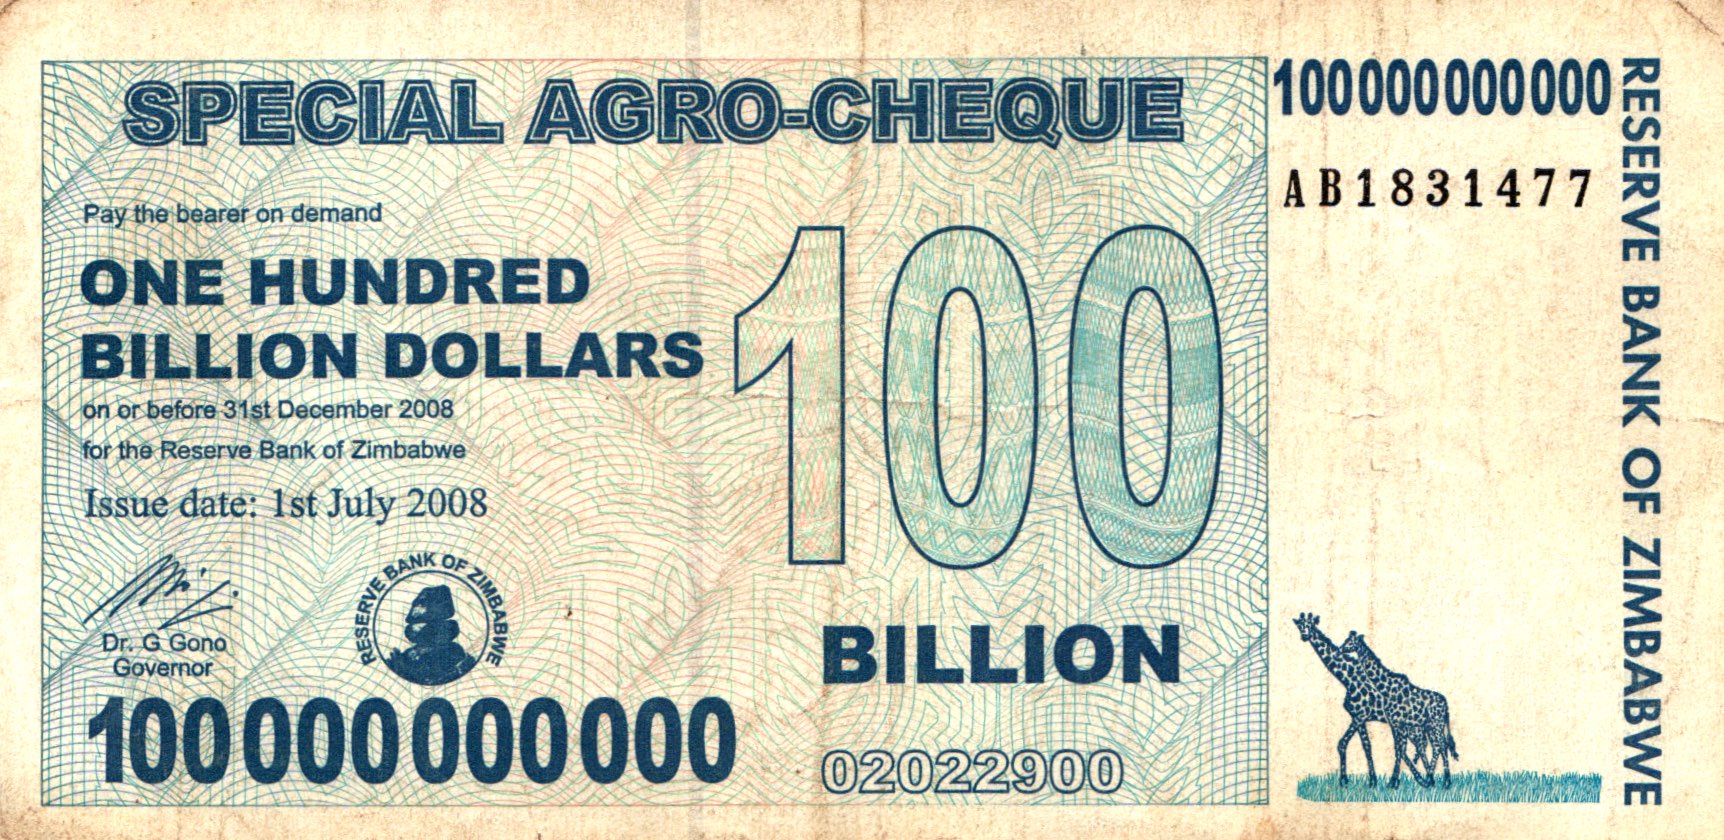 SPECIAL AGRO-CHEQUE
100 000 000 000
AB1831477
RESERVE BANK OF ZIMBABWE
Pay the bearer on demand
ONE HUNDRED
BILLION DOLLARS
on or before 31st December 2008
for the Reserve Bank of Zimbabwe
Issue date: 1st July 2008
100
BILLION
Dr. G Gono
Governor
RESERVE BANK OF ZIMBABWE
100 000 000 000
02022900